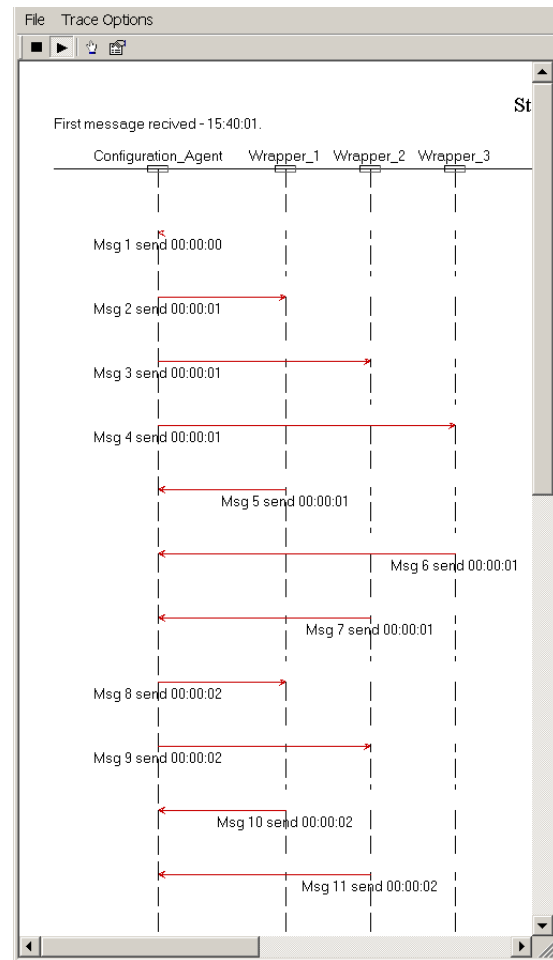 File Trace Options
St
First message recived - 15:40:01.
Configuration_Agent Wrapper_1 Wrapper_2 Wrapper_3
Msg 1 send 00:00:00
Msg 2 send 00:00:01
Msg 3 send 00:00:01
Msg 4 send 00:00:01
Msg 5 send 00:00:01
Msg 6 send 00:00:01
Msg 7 send 00:00:01
Msg 8 send 00:00:02
Msg 9 send 00:00:02
Msg 10 send 00:00:02
Msg 11 send 00:00:02